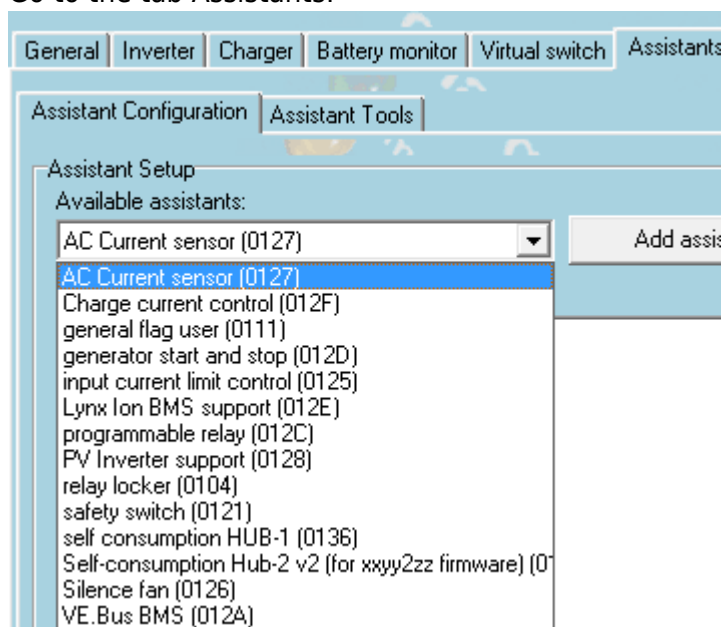 Go to the tab Assistants.
General Inverter Charger Battery monitor Virtual switch Assistants
Assistant Configuration Assistant Tools
Assistant Setup
Available assistants:
AC Current sensor (0127) Add assis
AC Current sensor (0127)
Charge current control (012F)
general flag user (0111)
generator start and stop (012D)
input current limit control (0125)
Lynx Ion BMS support (012E)
programmable relay (012C)
PV Inverter support (0128)
relay locker (0104)
safety switch (0121)
self consumption HUB-1 (0136)
Self-consumption Hub-2 v2 (for xxyy2zz firmware) (0
Silence fan (0126)
VE.Bus BMS (012A)